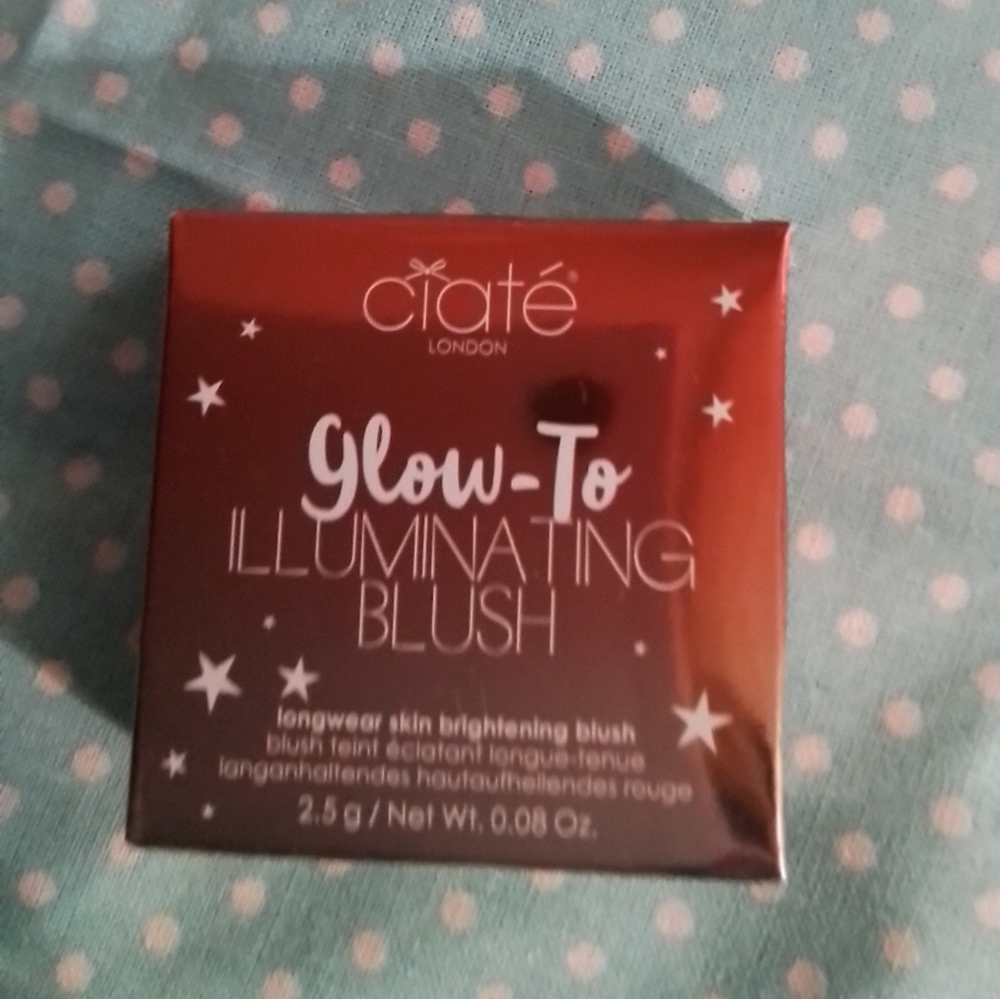 ciaté®
LONDON
Glow-To
ILLUMINATING
BLUSH
longwear skin brightening blush
blush teint éclatant longue-tenue
langanhaltendes hautaufhellendes rouge
2.5 g / Net Wt. 0.08 Oz.